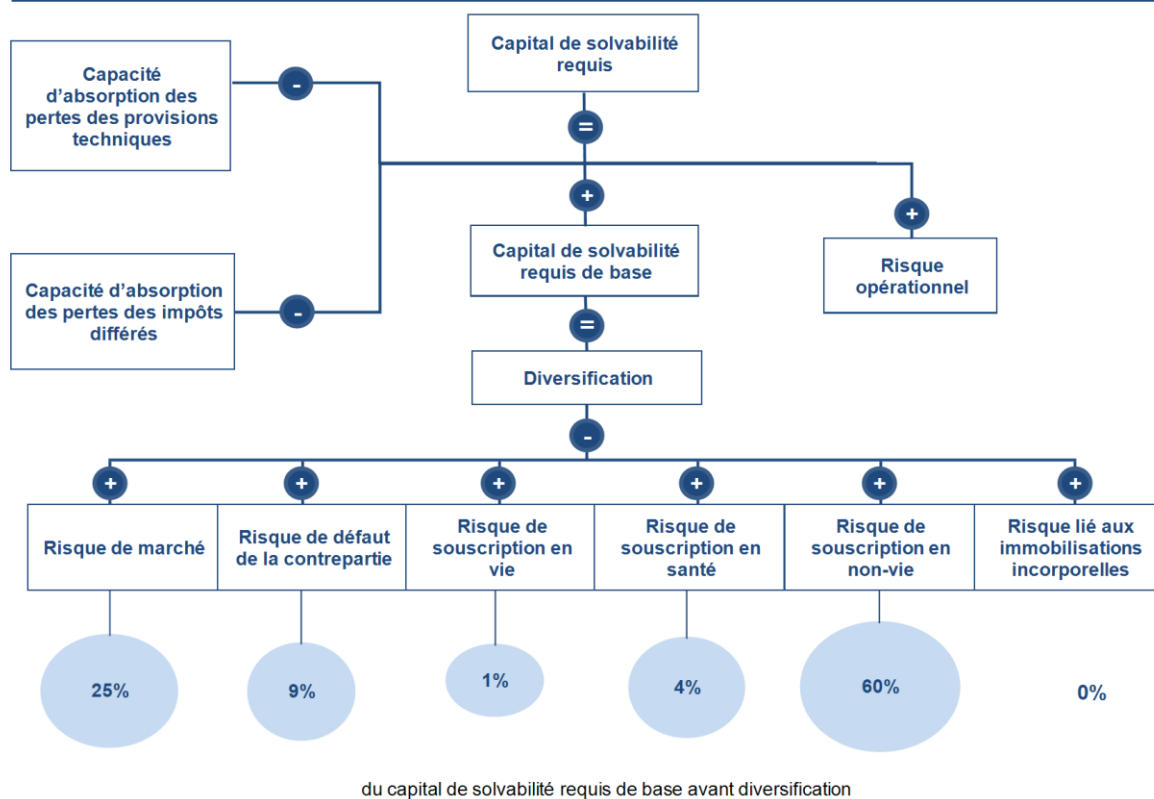 Capital de solvabilité
requis
Capacité
d'absorption des
pertes des provisions
techniques
-
=
+
+
Capital de solvabilité
requis de base
Risque
opérationnel
Capacité d'absorption
des pertes des impôts
différés
-
=
Diversification
-
+
+
+
+
+
+
Risque de marché
Risque de défaut
de la contrepartie
Risque de
souscription en
vie
Risque de
souscription en
santé
Risque de
souscription en
non-vie
Risque lié aux
immobilisations
incorporelles
25%
9%
1%
4%
60%
0%
du capital de solvabilité requis de base avant diversification